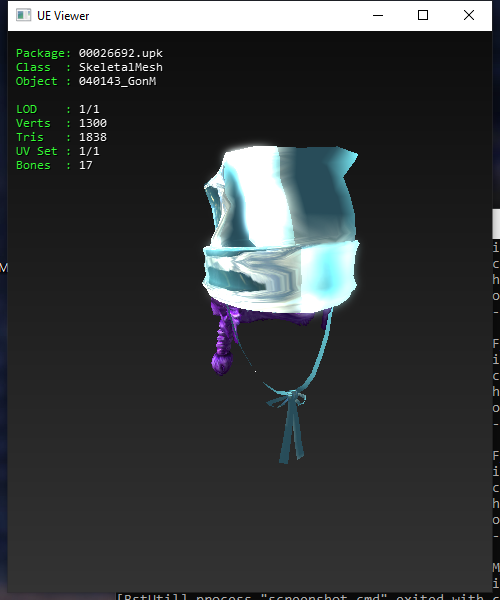 UE Viewer
Package: 00026692.upk
Class : SkeletalMesh
Object : 040143_GonM
LOD : 1/1
Verts : 1300
Tris : 1838
UV Set : 1/1
Bones : 17
M
i
c
h
o
-
F
i
c
h
o
-
F
i
c
h
o
-
M
i
[BstUtil] process "screenshot.cmd" exited with c